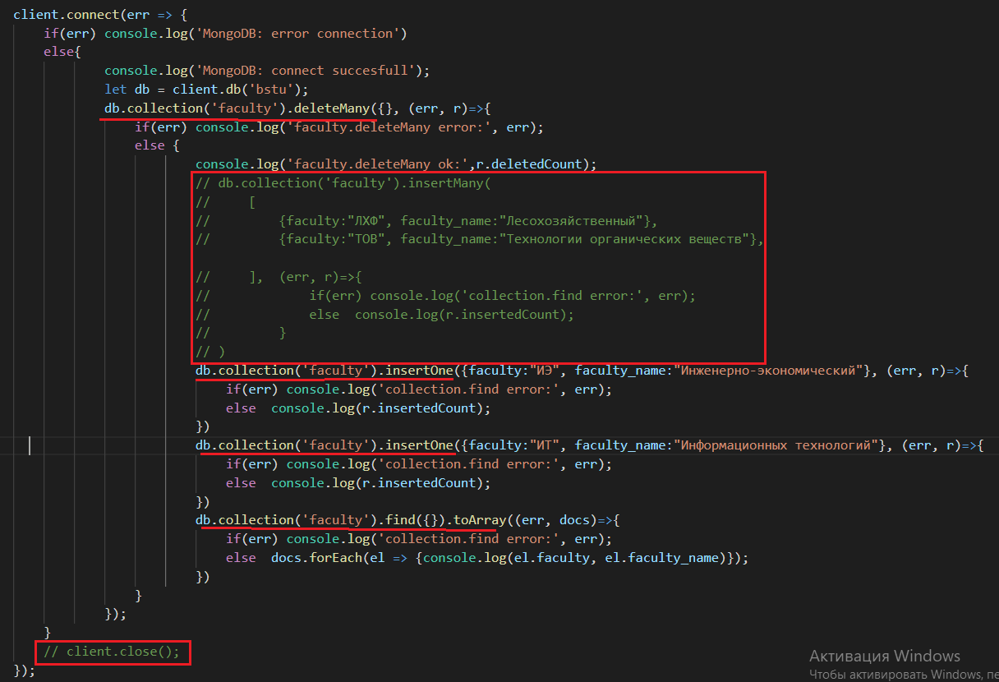 client.connect(err => {
if(err) console.log('MongoDB: error connection')
else{
console.log('MongoDB: connect succesfull');
let db = client.db('bstu');
db.collection('faculty').deleteMany({}, (err, r)=>{
if(err) console.log('faculty.deleteMany error:', err);
else {
console.log('faculty.deleteMany ok:',r.deletedCount);
// db.collection('faculty').insertMany(
// [
// {faculty:"ЛХФ", faculty_name:"Лесохозяйственный"},
// {faculty:"ТОВ", faculty_name:"Технологии органических веществ"},
// ], (err, r)=>{
// if(err) console.log('collection.find error:', err);
// else console.log(r.insertedCount);
// }
// )
db.collection('faculty').insertOne({faculty:"ИЭ", faculty_name:"Инженерно-экономический"}, (err, r)=>{
if(err) console.log('collection.find error:', err);
else console.log(r.insertedCount);
})
db.collection('faculty').insertOne({faculty:"ИТ", faculty_name:"Информационных технологий"}, (err, r)=>{
if(err) console.log('collection.find error:', err);
else console.log(r.insertedCount);
})
db.collection('faculty').find({}).toArray((err, docs)=>{
if(err) console.log('collection.find error:', err);
else docs.forEach(el => {console.log(el.faculty, el.faculty_name)});
})
}
});
}
// client.close();
});
Активация Windows
Чтобы активировать Windows, пе